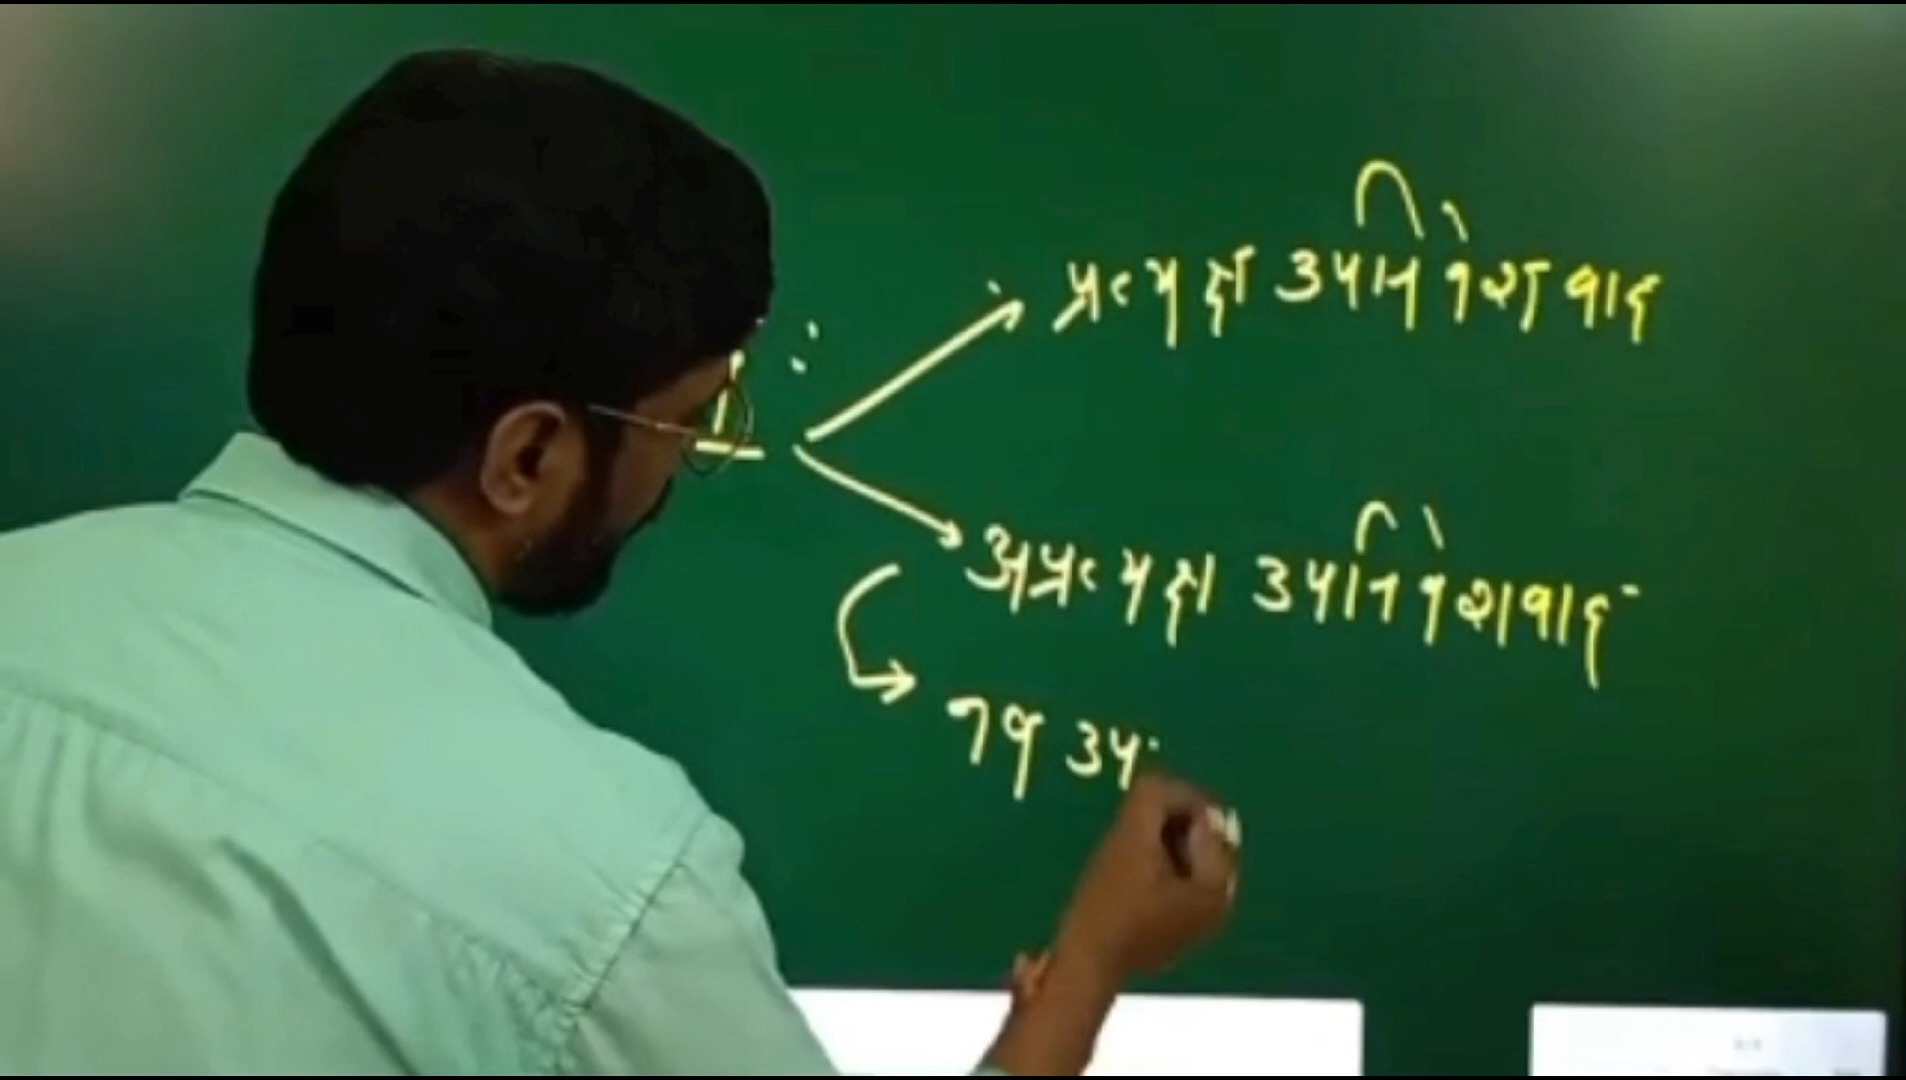 प्रत्यक्ष उपनिवेशवाद
अप्रत्यक्ष उपनिवेशवाद
नव उप